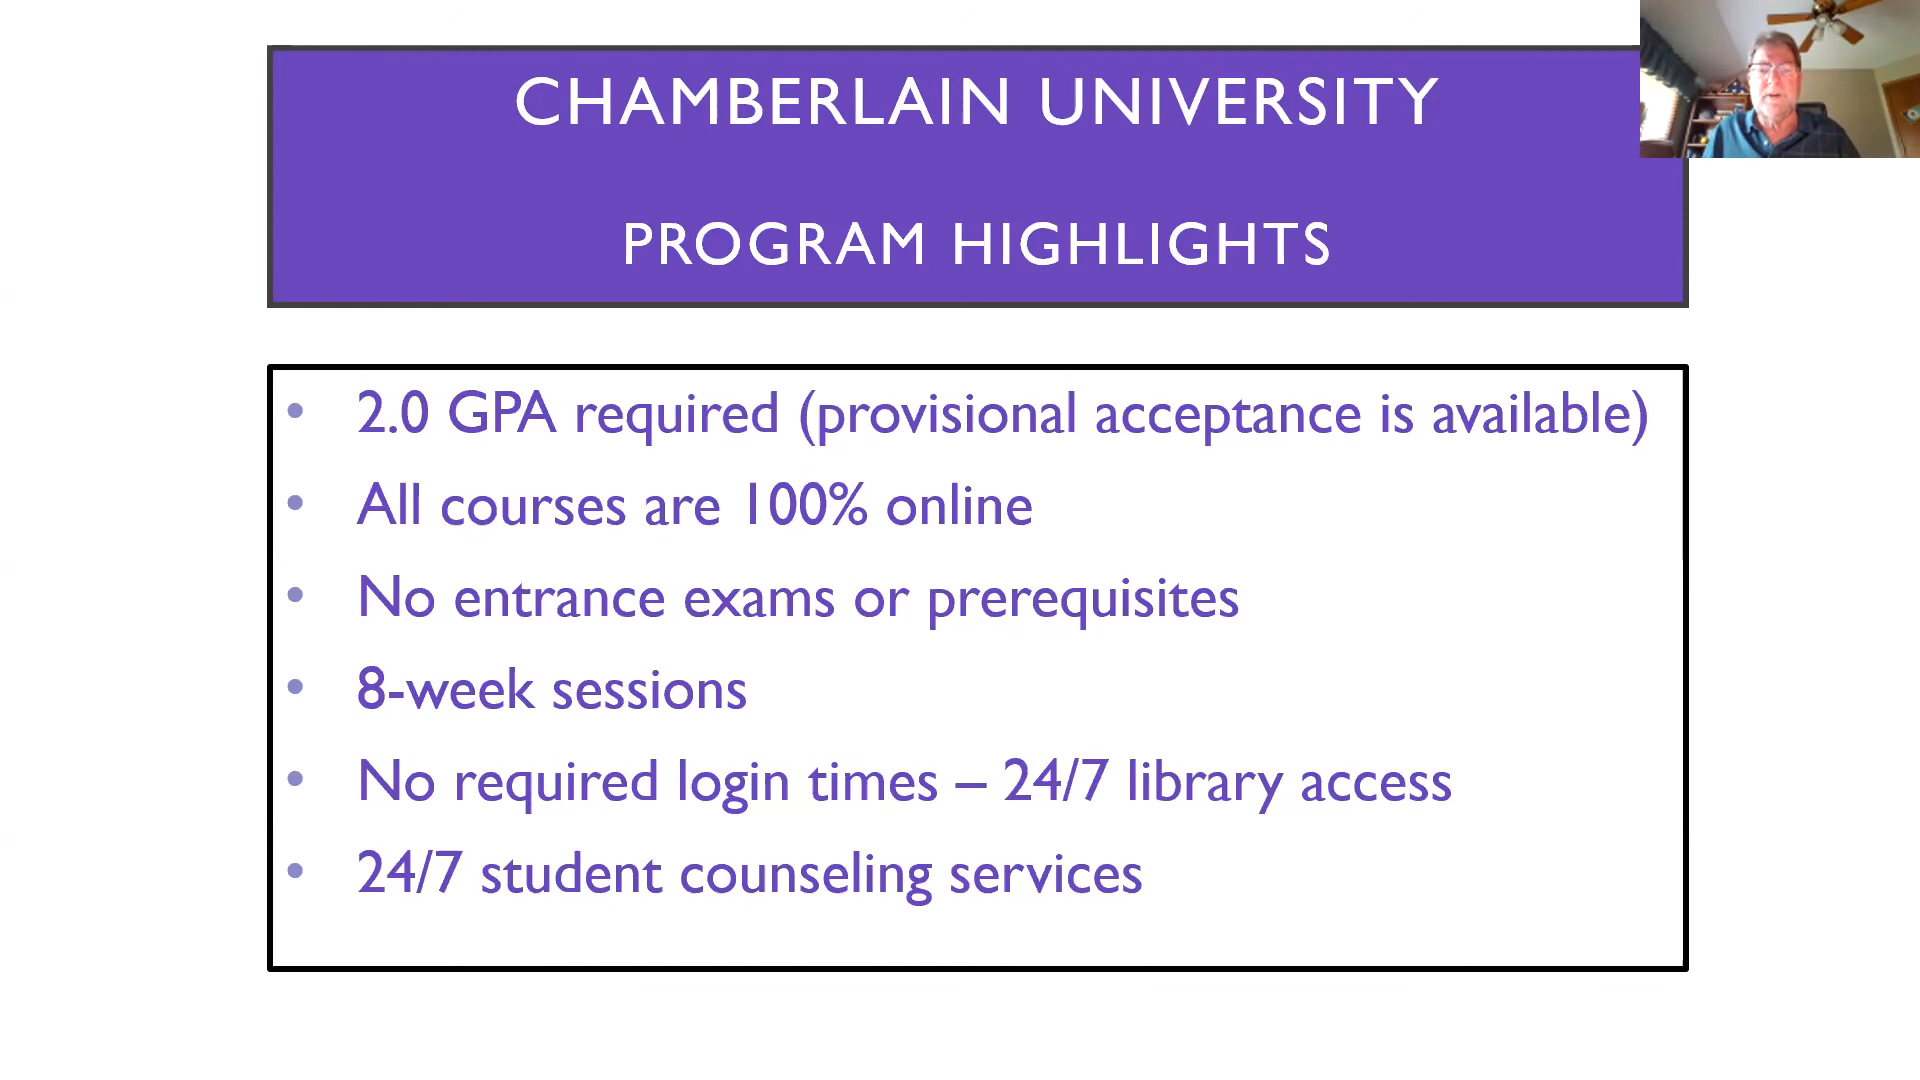 CHAMBERLAIN UNIVERSITY
PROGRAM HIGHLIGHTS
• 2.0 GPA required (provisional acceptance is available)
• All courses are 100% online
• No entrance exams or prerequisites
• 8-week sessions
• No required login times – 24/7 library access
• 24/7 student counseling services